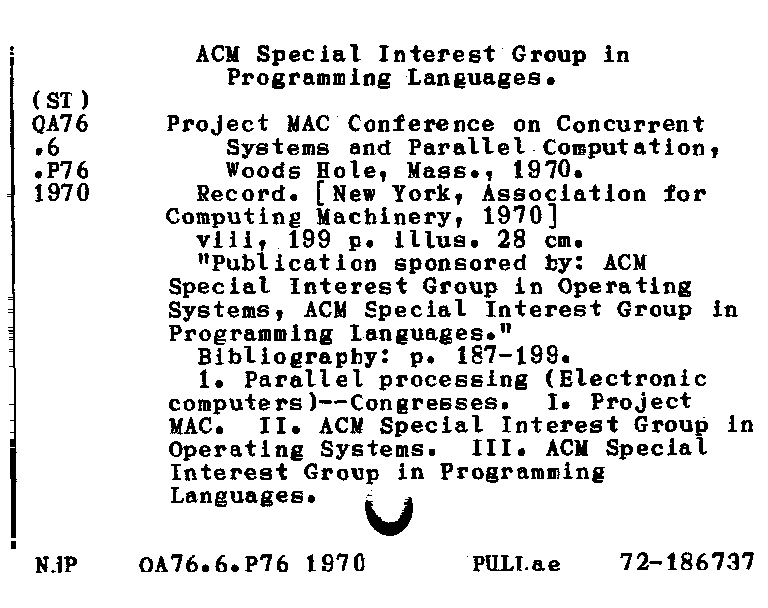 ACM Special Interest Group in
Programming Languages.
(ST)
QA76 Project MAC Conference on Concurrent
.6 Systems and Parallel Computation,
.P76 Woods Hole, Mass., 1970.
1970 Record. [New York, Association for
Computing Machinery, 1970]
viii, 199 p. illus. 28 cm.
"Publication sponsored by: ACM
Special Interest Group in Operating
Systems, ACM Special Interest Group in
Programming Languages."
Bibliography: p. 187-199.
1. Parallel processing (Electronic
computers)--Congresses. I. Project
MAC. II. ACM Special Interest Group in
Operating Systems. III. ACM Special
Interest Group in Programming
Languages.
NjP QA76.6.P76 1970 PULI.ae 72-186737